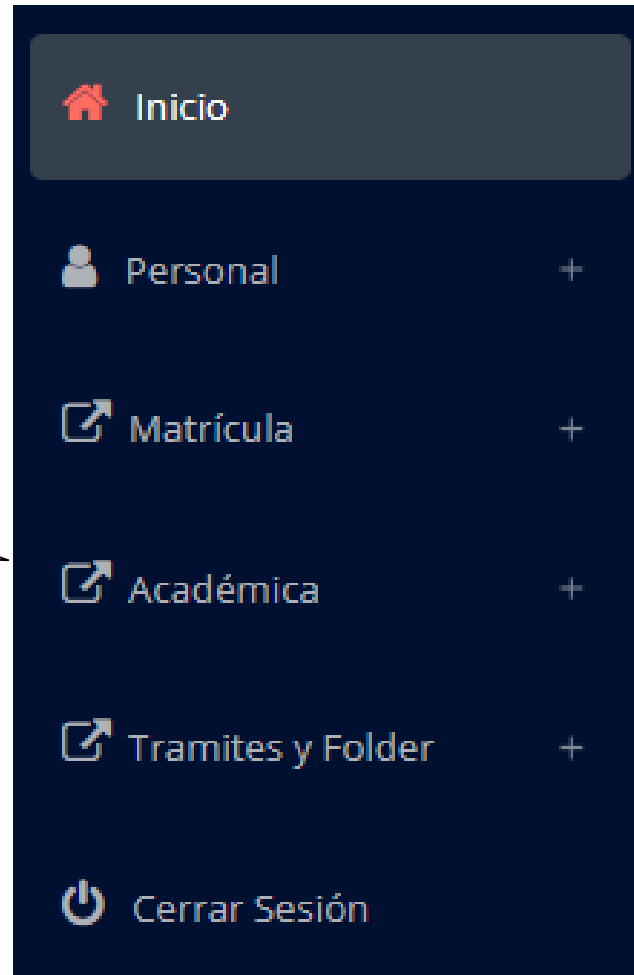 Inicio
Personal +
Matrícula +
Académica +
Tramites y Folder +
Cerrar Sesión